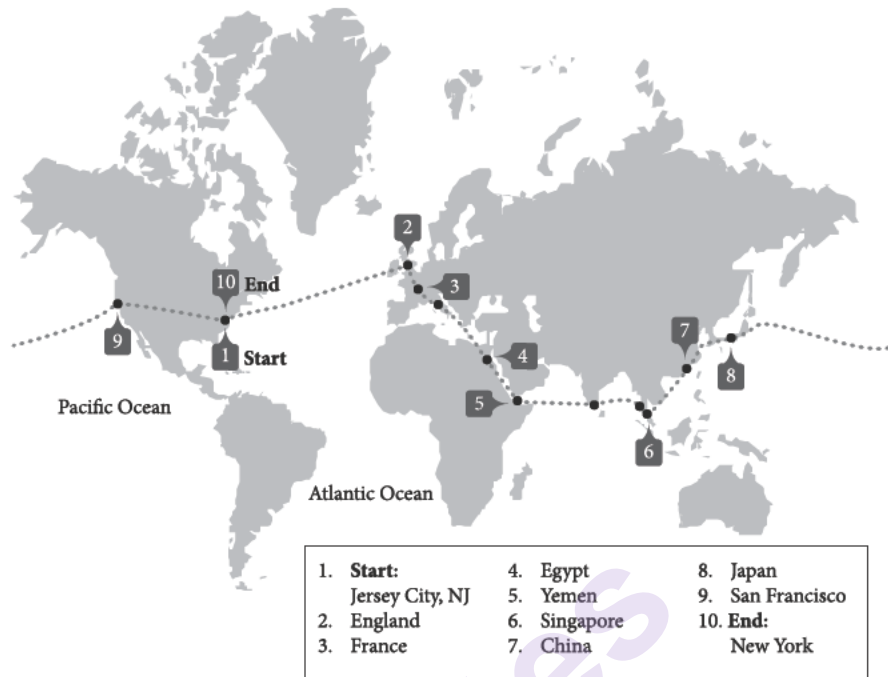 2
10 End
3
9
1 Start
7
4
8
Pacific Ocean
5
6
Atlantic Ocean
1. Start:
Jersey City, NJ
2. England
3. France
4. Egypt
5. Yemen
6. Singapore
7. China
8. Japan
9. San Francisco
10. End:
New York
es